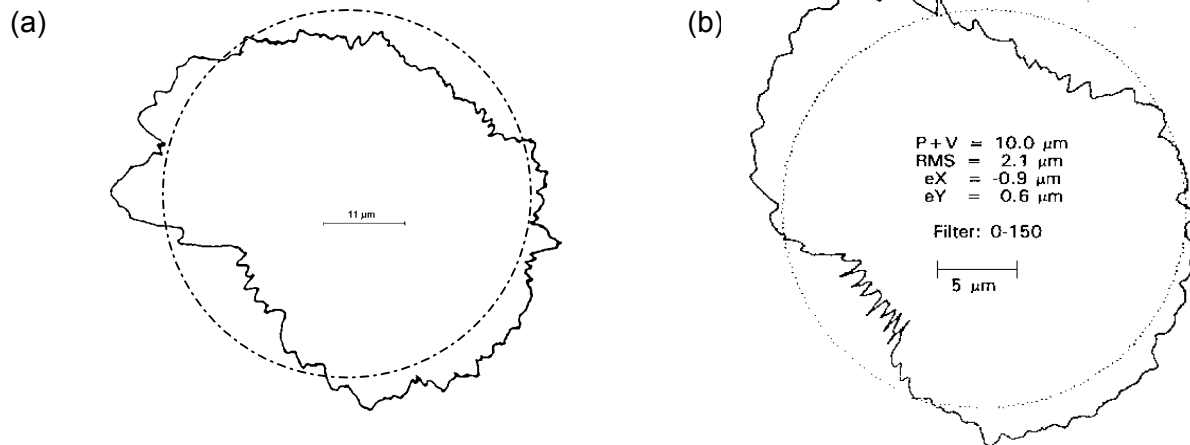 (a)
(b)
11 µm
P+V = 10.0 µm
RMS = 2.1 µm
eX = -0.9 µm
eY = 0.6 µm
Filter: 0-150
5 µm